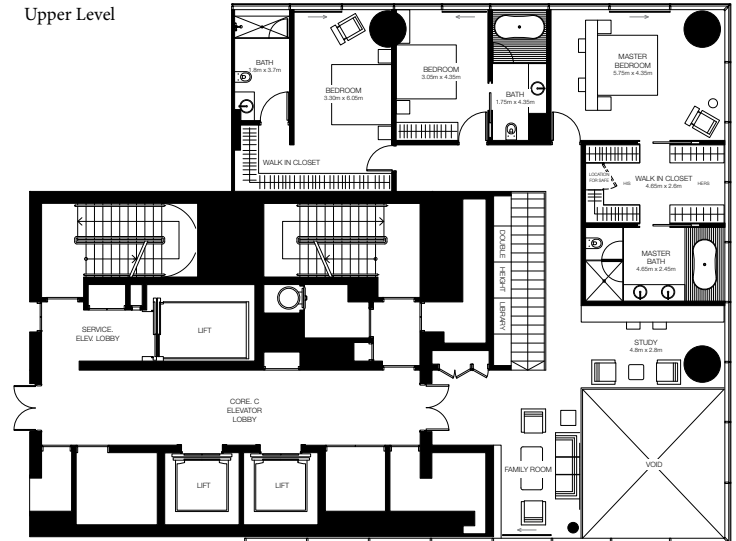 Upper Level
BATH
1.8m x 3.7m
BEDROOM
3.30m x 6.05m
BEDROOM
3.05m x 4.35m
BATH
1.75m x 4.35m
MASTER
BEDROOM
5.75m x 4.35m
WALK IN CLOSET
LOCATION
FOR SAFE
HIS
WALK IN CLOSET
4.65m x 2.6m
HERS
MASTER
BATH
4.65m x 2.45m
DOUBLE HEIGHT LIBRARY
SERVICE.
ELEV. LOBBY
LIFT
STUDY
4.8m x 2.8m
CORE. C
ELEVATOR
LOBBY
LIFT
LIFT
FAMILY ROOM
VOID